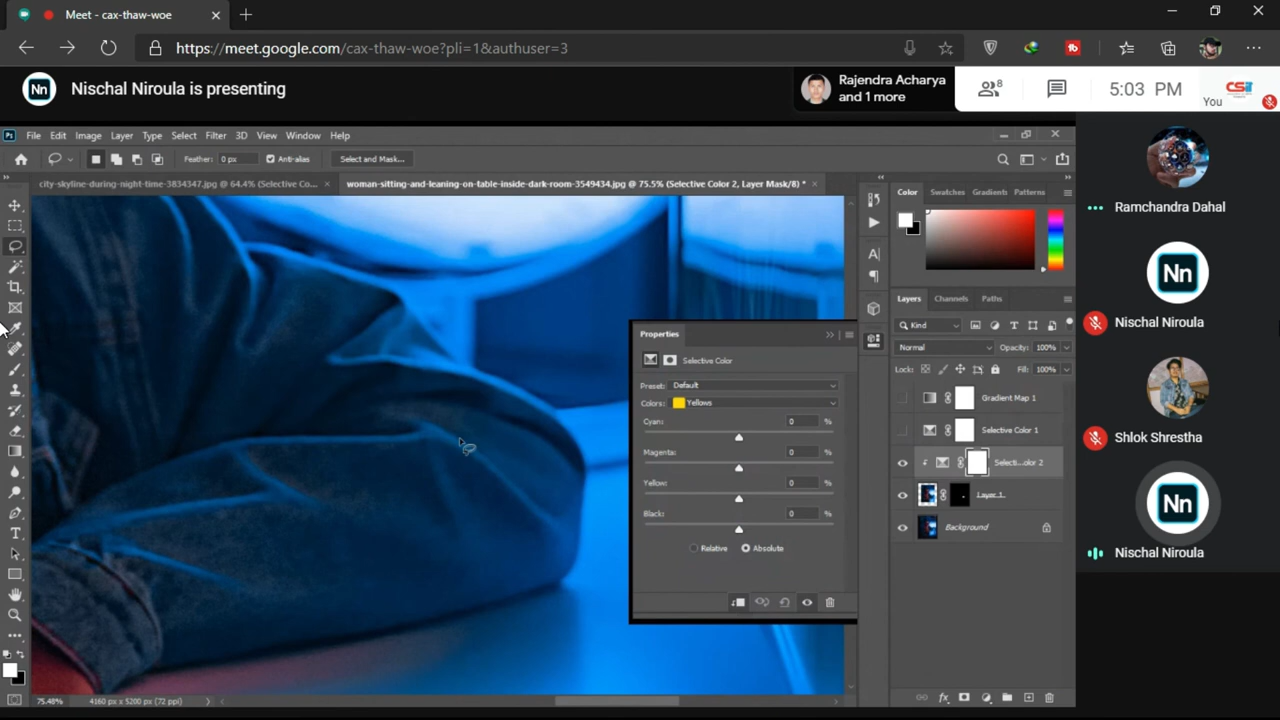 Meet - cax-thaw-woe
https://meet.google.com/cax-thaw-woe?pli=1&authuser=3
Nn
Nischal Niroula is presenting
Rajendra Acharya
and 1 more
8
5:03 PM
CSiT
You
Ps
File Edit Image Layer Type Select Filter 3D View Window Help
Feather: 0 px
Anti-alias
Select and Mask...
city-skyline-during-night-time-3834347.jpg @ 64.4% (Selective Co...
woman-sitting-and-leaning-on-table-inside-dark-room-3549434.jpg @ 75.5% (Selective Color 2, Layer Mask/8) *
Color Swatches Gradients Patterns
Layers Channels Paths
Kind
Normal
Opacity: 100%
Lock:
Fill: 100%
Gradient Map 1
Selective Color 1
Selecti...olor 2
Layer 1
Background
Properties
Selective Color
Preset: Default
Colors: Yellows
Cyan: 0 %
Magenta: 0 %
Yellow: 0 %
Black: 0 %
Relative Absolute
75.48%
4160 px x 5200 px (72 ppi)
Ramchandra Dahal
Nn
Nischal Niroula
Shlok Shrestha
Nn
Nischal Niroula